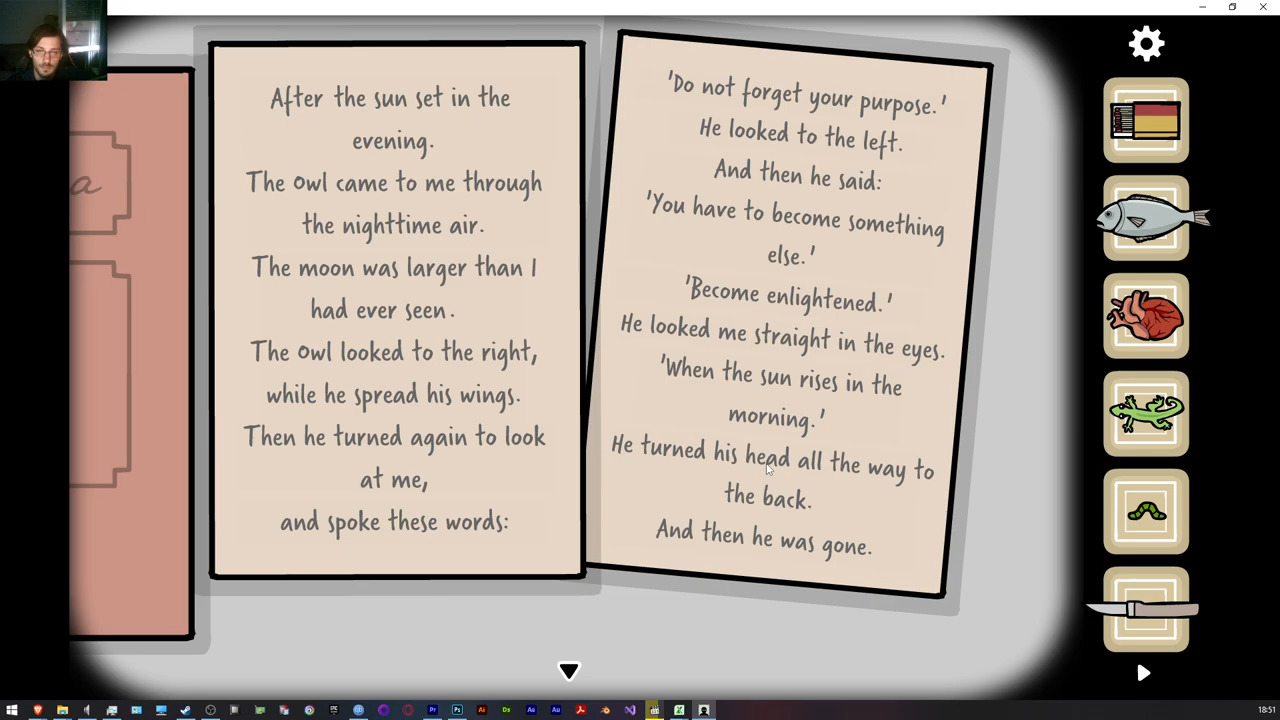 a
After the sun set in the
evening.
The Owl came to me through
the nighttime air.
The moon was larger than I
had ever seen.
The Owl looked to the right,
while he spread his wings.
Then he turned again to look
at me,
and spoke these words:
'Do not forget your purpose.'
He looked to the left.
And then he said:
'You have to become something
else.'
'Become enlightened.'
He looked me straight in the eyes.
'When the sun rises in the
morning.'
He turned his head all the way to
the back.
And then he was gone.
18:51